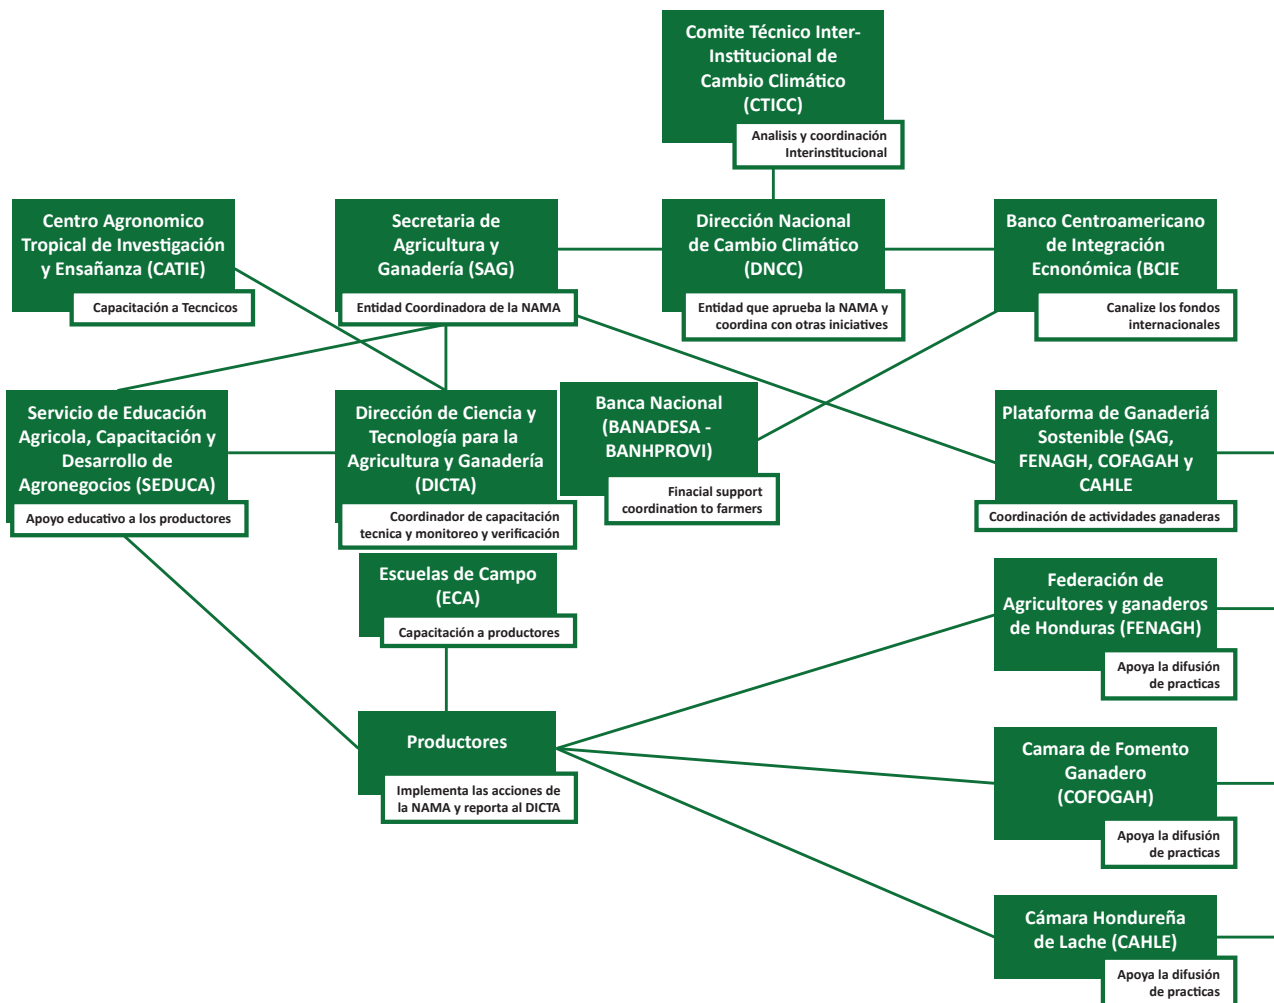 Comite Técnico Inter-
Institucional de
Cambio Climático
(CTICC)
Analisis y coordinación
Interinstitucional
Centro Agronomico
Tropical de Investigación
y Ensañanza (CATIE)
Capacitación a Tecncicos
Secretaria de
Agricultura y
Ganadería (SAG)
Entidad Coordinadora de la NAMA
Dirección Nacional
de Cambio Climático
(DNCC)
Entidad que aprueba la NAMA y
coordina con otras iniciatives
Banco Centroamericano
de Integración
Ecnonómica (BCIE
Canalize los fondos
internacionales
Servicio de Educación
Agricola, Capacitación y
Desarrollo de
Agronegocios (SEDUCA)
Apoyo educativo a los productores
Dirección de Ciencia y
Tecnología para la
Agricultura y Ganadería
(DICTA)
Coordinador de capacitación
tecnica y monitoreo y verificación
Banca Nacional
(BANADESA -
BANHPROVI)
Finacial support
coordination to farmers
Plataforma de Ganaderiá
Sostenible (SAG,
FENAGH, COFAGAH y
CAHLE
Coordinación de actividades ganaderas
Escuelas de Campo
(ECA)
Capacitación a productores
Federación de
Agricultores y ganaderos
de Honduras (FENAGH)
Apoya la difusión
de practicas
Productores
Implementa las acciones de
la NAMA y reporta al DICTA
Camara de Fomento
Ganadero
(COFOGAH)
Apoya la difusión
de practicas
Cámara Hondureña
de Lache (CAHLE)
Apoya la difusión
de practicas